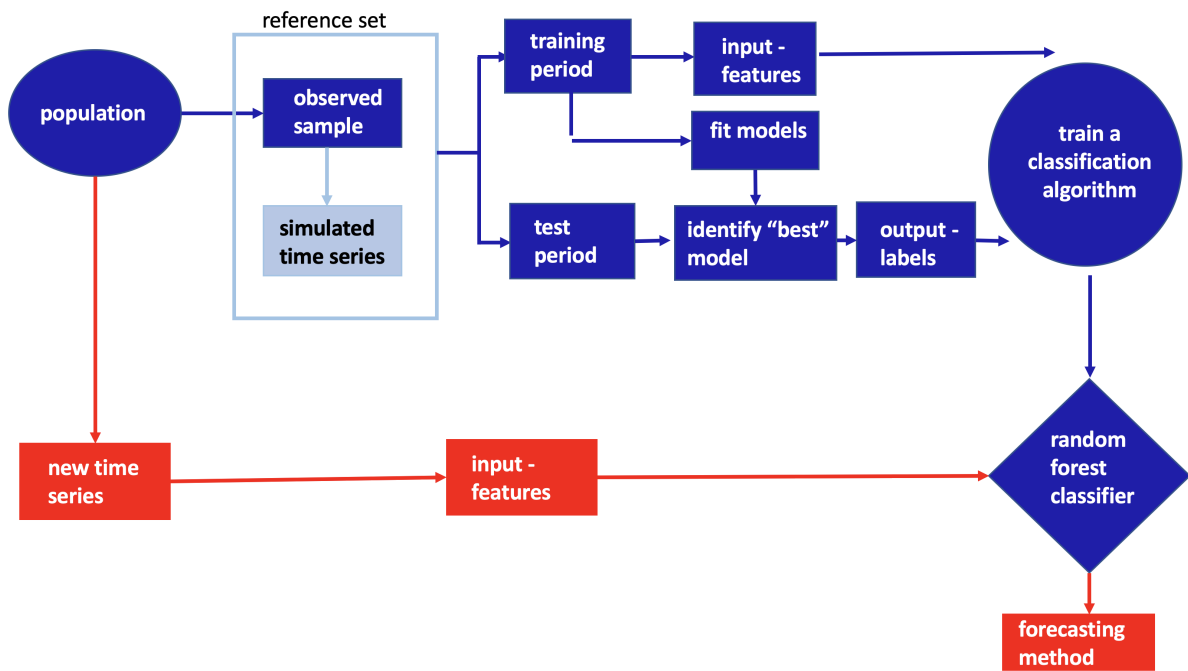 reference set
population
observed
sample
simulated
time series
training
period
input -
features
fit models
test
period
identify “best”
model
output -
labels
train a
classification
algorithm
new time
series
input -
features
random
forest
classifier
forecasting
method